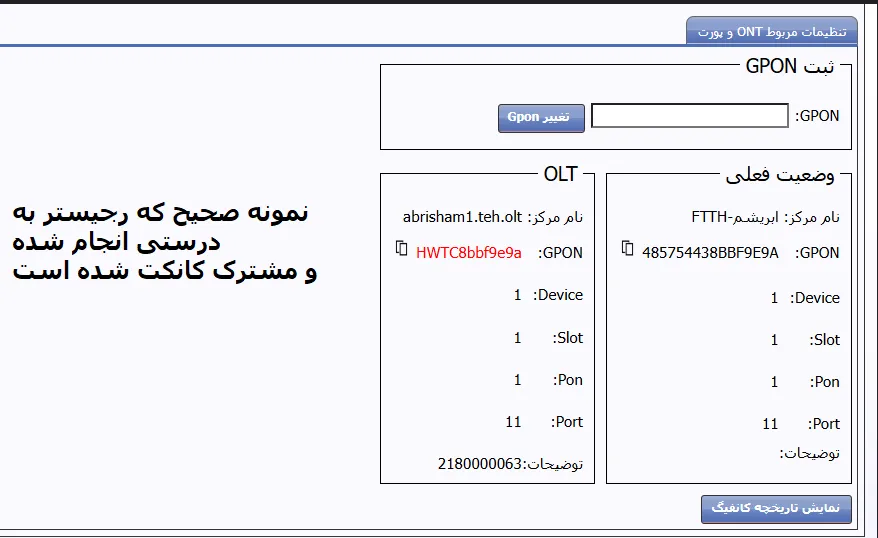 تنظیمات مربوط ONT و پورت
ثبت GPON
GPON:
تغییر Gpon
وضعیت فعلی
نام مرکز: ابریشم-FTTH
GPON: 485754438BBF9E9A
Device: 1
Slot: 1
Pon: 1
Port: 11
توضیحات:
OLT
نام مرکز: abrisham1.teh.olt
GPON: HWTC8bbf9e9a
Device: 1
Slot: 1
Pon: 1
Port: 11
توضیحات:2180000063
نمونه صحیح که رجیستر به
درستی انجام شده
و مشترک کانکت شده است
نمایش تاریخچه کانفیگ